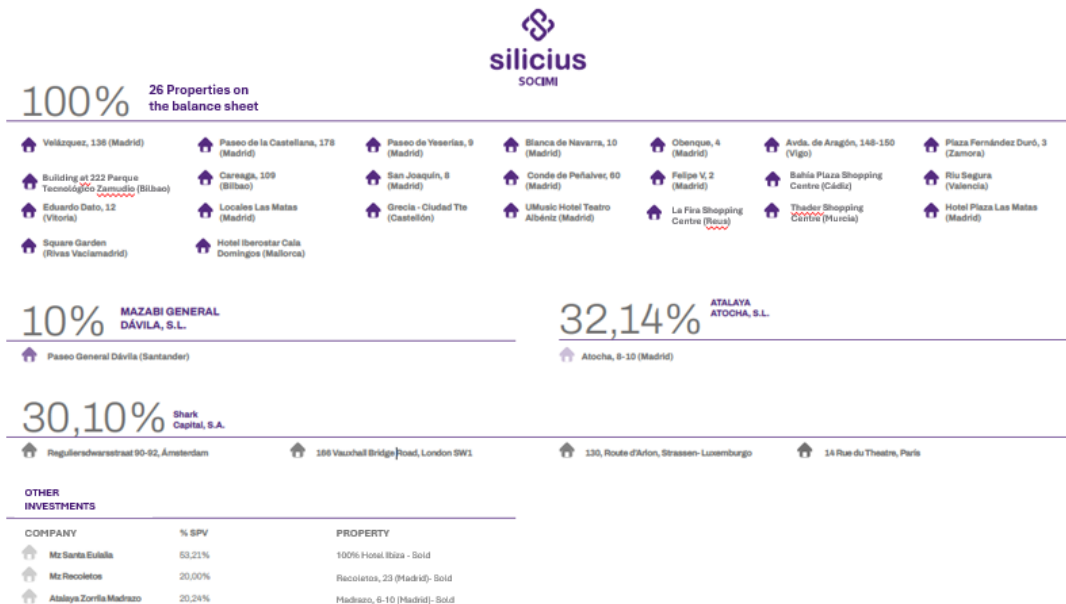 silicius
SOCIMI
100%
26 Properties on
the balance sheet
Velázquez, 136 (Madrid)
Paseo de la Castellana, 178
(Madrid)
Paseo de Yeserías, 9
(Madrid)
Blanca de Navarra, 10
(Madrid)
Obenque, 4
(Madrid)
Avda. de Aragón, 148-150
(Vigo)
Plaza Fernández Duró, 3
(Zamora)
Building at 222 Parque
Tecnológico Zamudio (Bilbao)
Careaga, 109
(Bilbao)
San Joaquín, 8
(Madrid)
Conde de Peñalver, 60
(Madrid)
Felipe V, 2
(Madrid)
Bahía Plaza Shopping
Centre (Cádiz)
Riu Segura
(Valencia)
Eduardo Dato, 12
(Vitoria)
Locales Las Matas
(Madrid)
Grecia - Ciudad Tte
(Castellón)
UMusic Hotel Teatro
Albéniz (Madrid)
La Fira Shopping
Centre (Reus)
Thader Shopping
Centre (Murcia)
Hotel Plaza Las Matas
(Madrid)
Square Garden
(Rivas Vaciamadrid)
Hotel Iberostar Cala
Domingos (Mallorca)
10%
MAZABI GENERAL
DÁVILA, S.L.
Paseo General Dávila (Santander)
32,14%
ATALAYA
ATOCHA, S.L.
Atocha, 8-10 (Madrid)
30,10%
Shark
Capital, S.A.
Reguliersdwarsstraat 90-92, Ámsterdam
166 Vauxhall Bridge Road, London SW1
130, Route d'Arlon, Strassen- Luxemburgo
14 Rue du Theatre, Paris
OTHER
INVESTMENTS
COMPANY % SPV PROPERTY
Mz Santa Eulalia 53,21% 100% Hotel Ibiza - Sold
Mz Recoletos 20,00% Recoletos, 23 (Madrid)- Sold
Atalaya Zorrila Madrazo 20,24% Madrazo, 6-10 (Madrid)- Sold